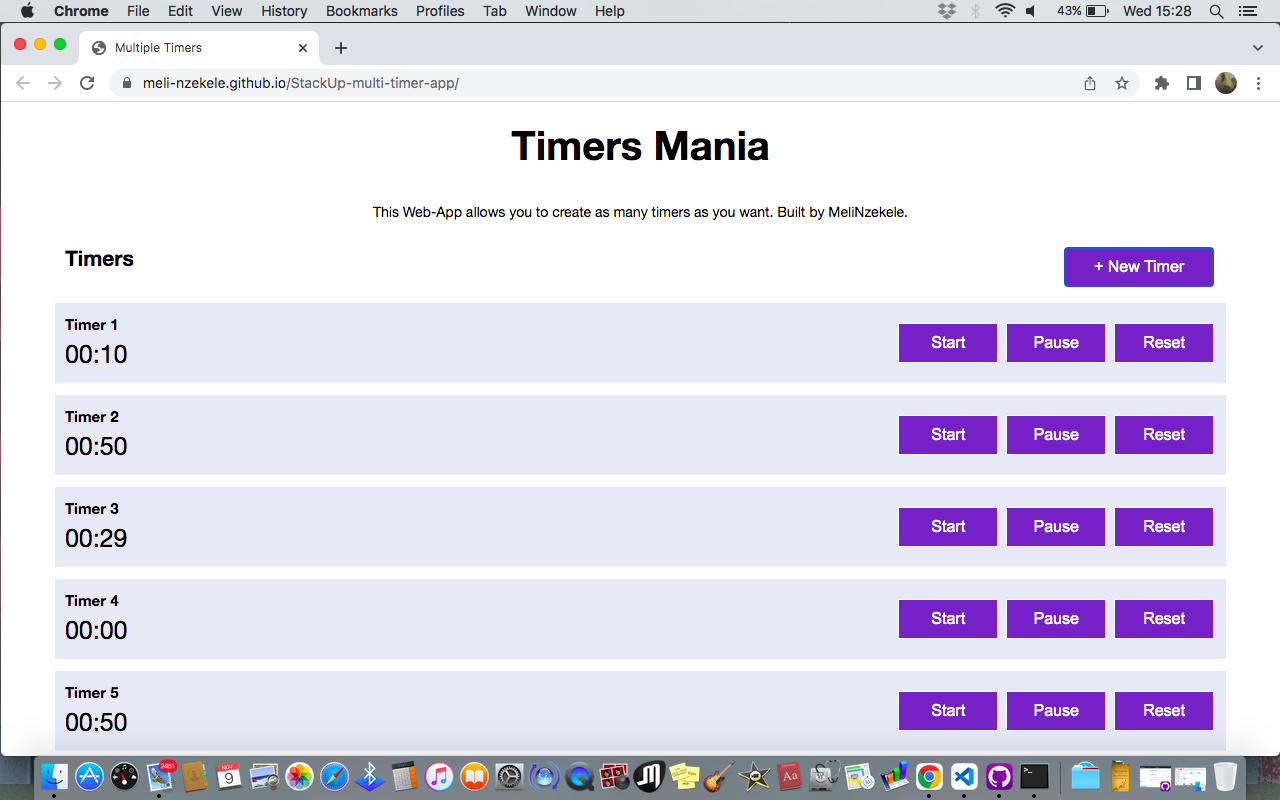 Chrome File Edit View History Bookmarks Profiles Tab Window Help 43% Wed 15:28
Multiple Timers
meli-nzekele.github.io/StackUp-multi-timer-app/
Timers Mania
This Web-App allows you to create as many timers as you want. Built by MeliNzekele.
Timers
+ New Timer
Timer 1
00:10
Start Pause Reset
Timer 2
00:50
Start Pause Reset
Timer 3
00:29
Start Pause Reset
Timer 4
00:00
Start Pause Reset
Timer 5
00:50
Start Pause Reset
2451
NOV
9
Aa
>_